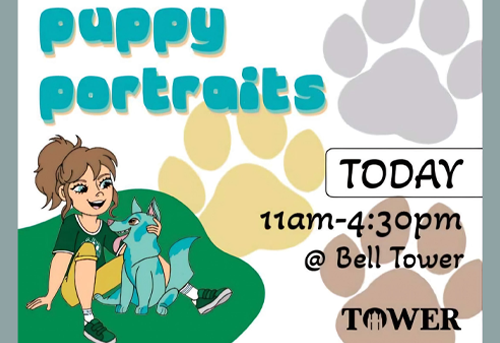 puppy
portraits
TODAY
11am-4:30pm
@ Bell Tower
TOWER